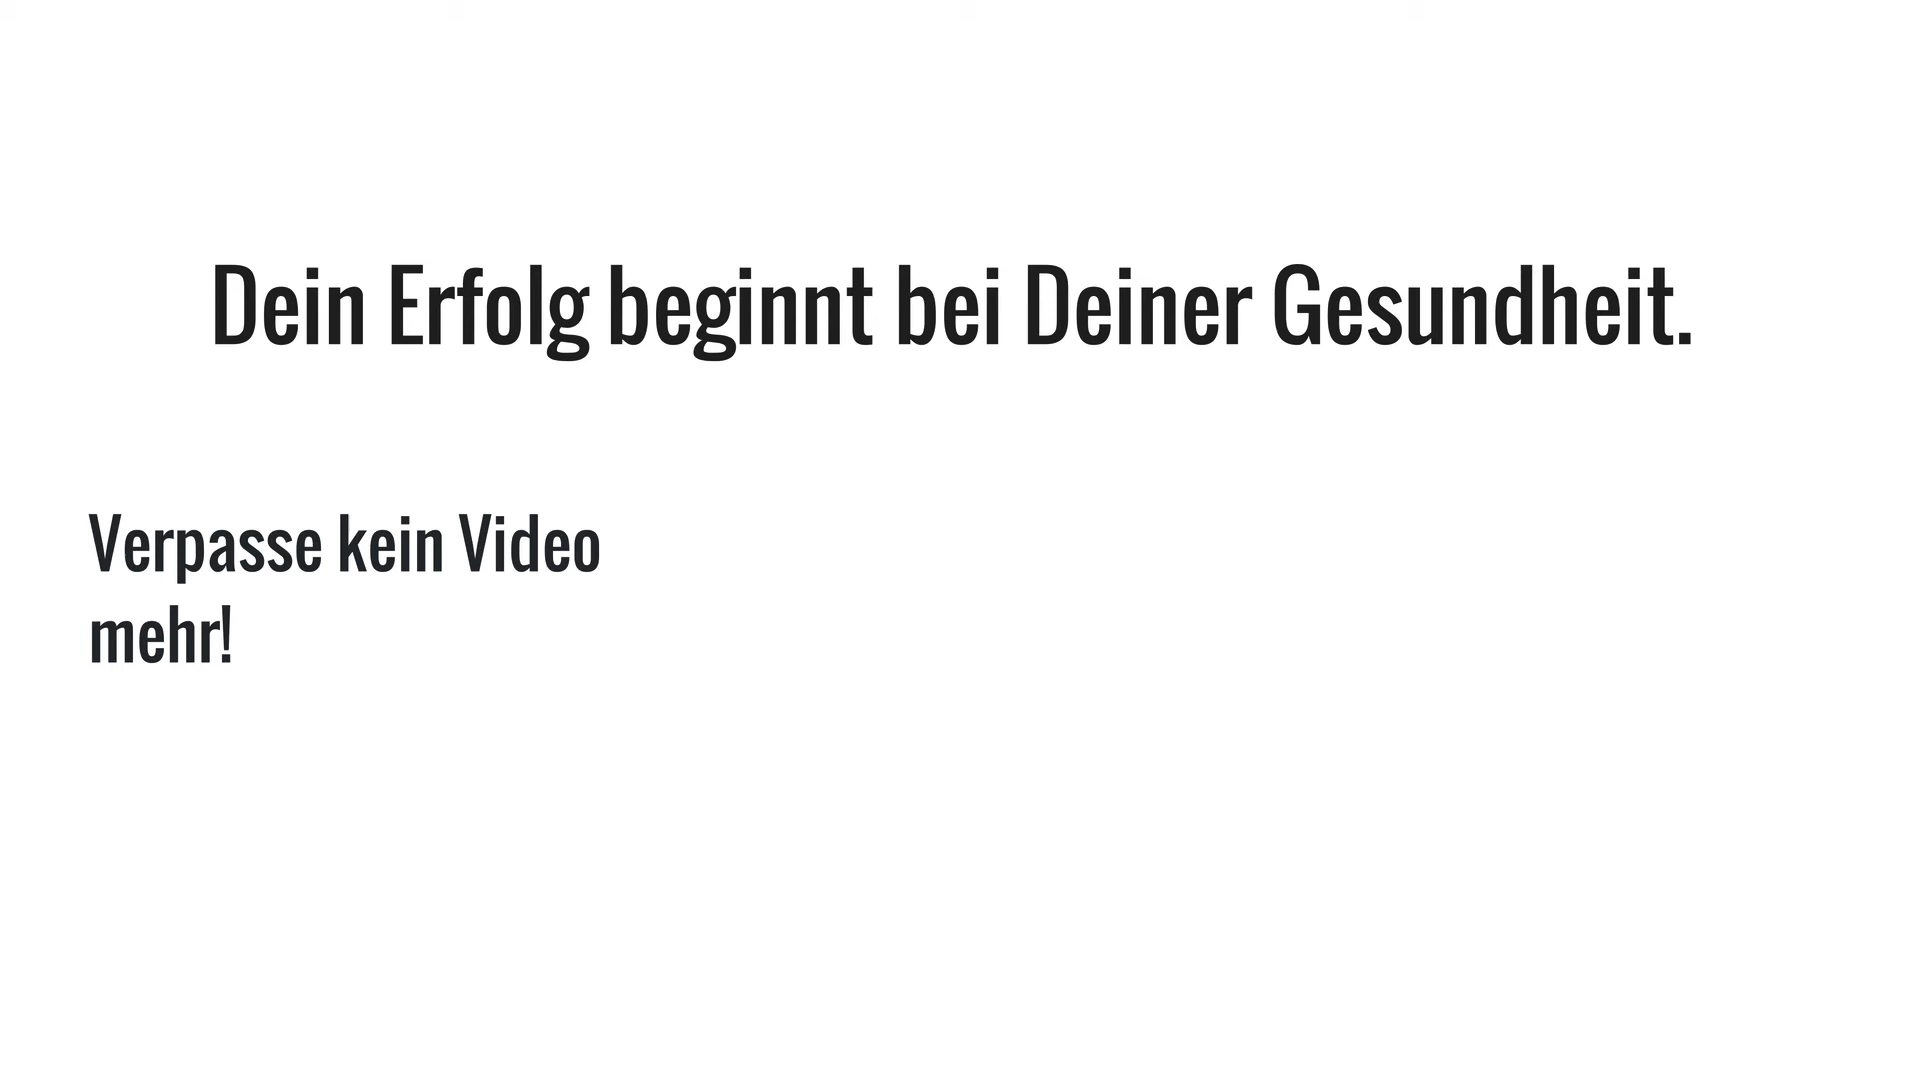 Dein Erfolg beginnt bei Deiner Gesundheit.
Verpasse kein Video
mehr!